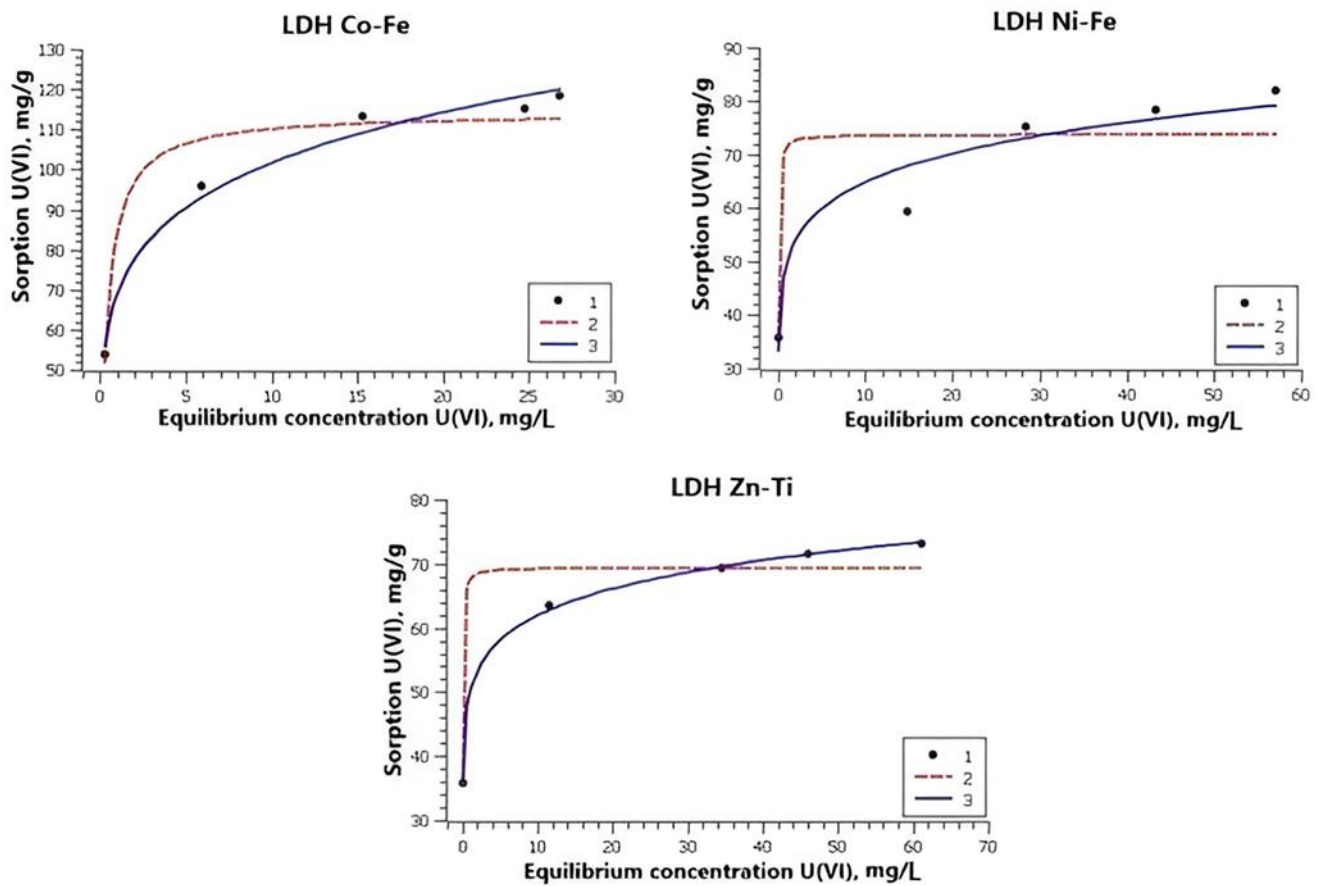 LDH Co-Fe
Sorption U(VI), mg/g
130
120
110
100
90
80
70
60
50
0 5 10 15 20 25 30
Equilibrium concentration U(VI), mg/L
1
2
3
LDH Ni-Fe
Sorption U(VI), mg/g
90
80
70
60
50
40
30
0 10 20 30 40 50 60
Equilibrium concentration U(VI), mg/L
1
2
3
LDH Zn-Ti
Sorption U(VI), mg/g
80
70
60
50
40
30
0 10 20 30 40 50 60 70
Equilibrium concentration U(VI), mg/L
1
2
3